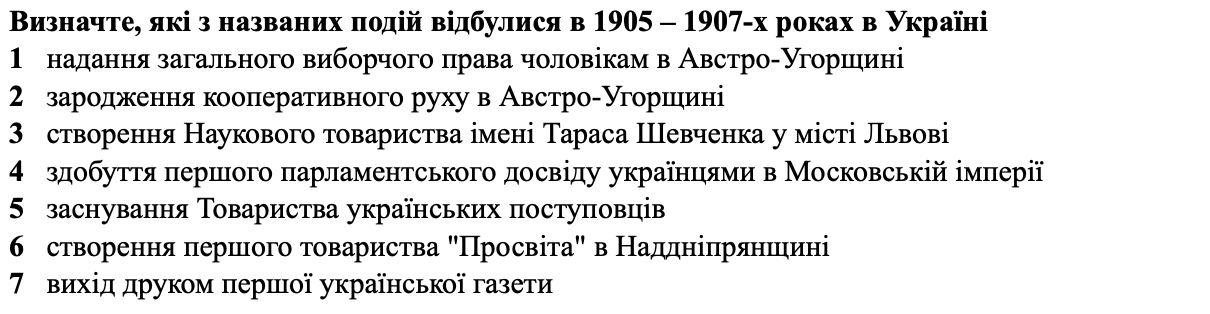 Визначте, які з названих подій відбулися в 1905 – 1907-х роках в Україні
1 надання загального виборчого права чоловікам в Австро-Угорщині
2 зародження кооперативного руху в Австро-Угорщині
3 створення Наукового товариства імені Тараса Шевченка у місті Львові
4 здобуття першого парламентського досвіду українцями в Московській імперії
5 заснування Товариства українських поступовців
6 створення першого товариства "Просвіта" в Наддніпрянщині
7 вихід друком першої української газети